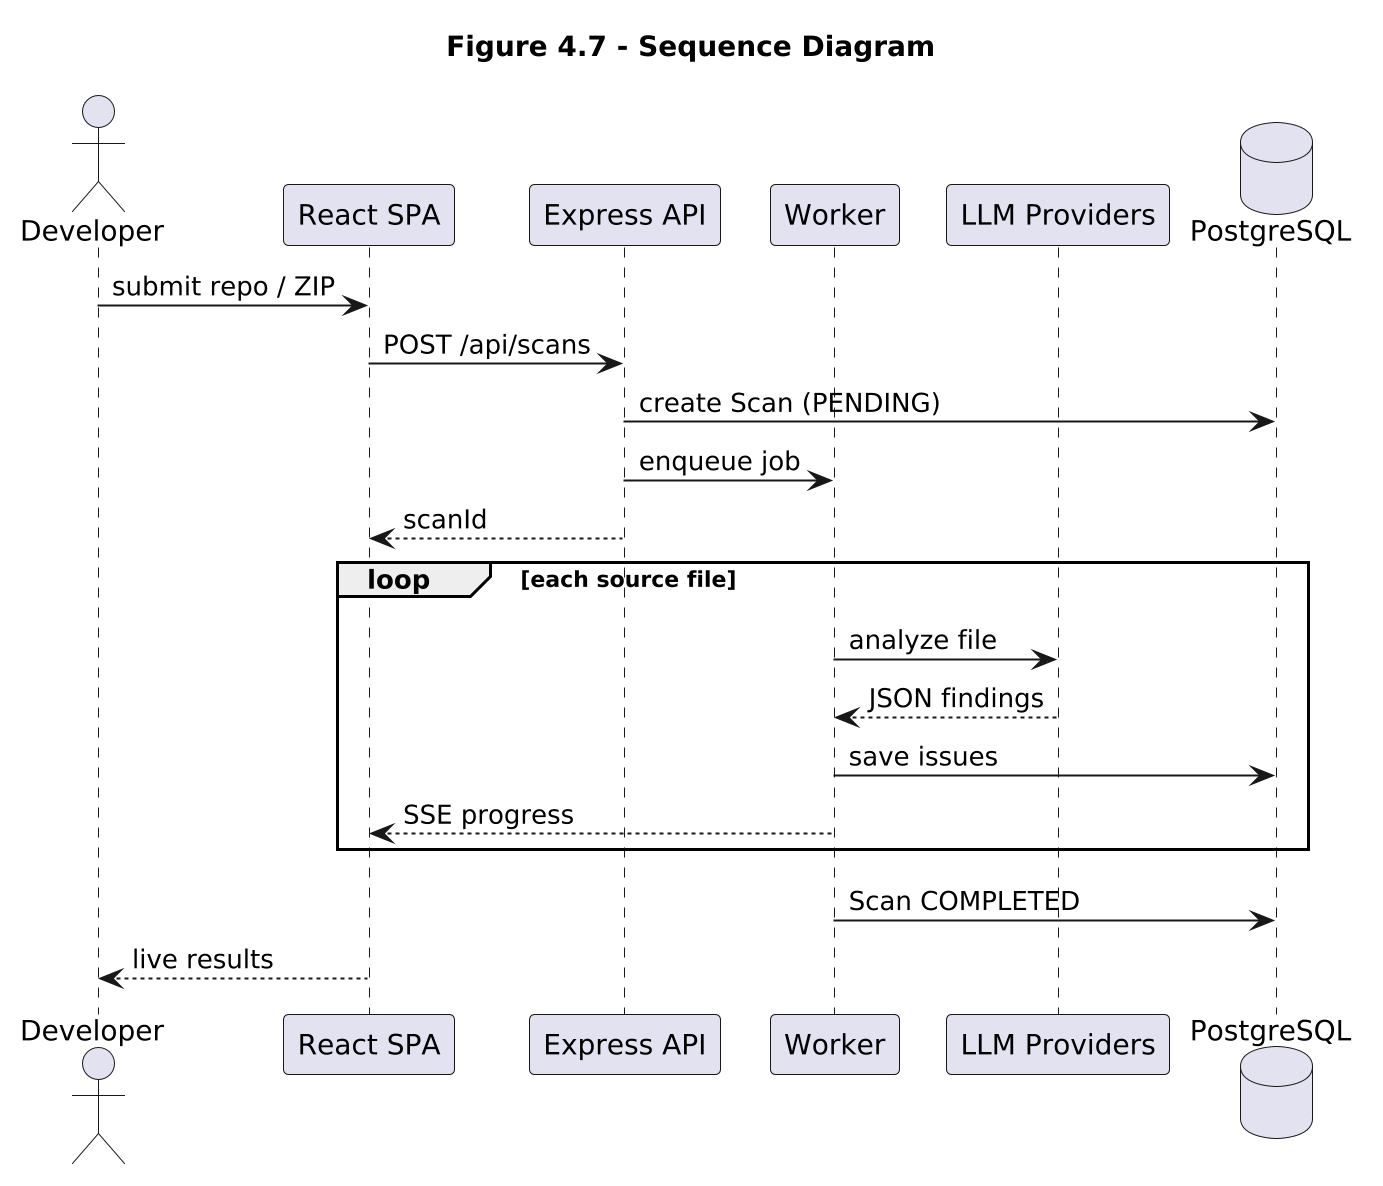 Figure 4.7 - Sequence Diagram
Developer
React SPA
Express API
Worker
LLM Providers
PostgreSQL
submit repo / ZIP
POST /api/scans
create Scan (PENDING)
enqueue job
scanId
loop [each source file]
analyze file
JSON findings
save issues
SSE progress
Scan COMPLETED
live results
Developer
React SPA
Express API
Worker
LLM Providers
PostgreSQL